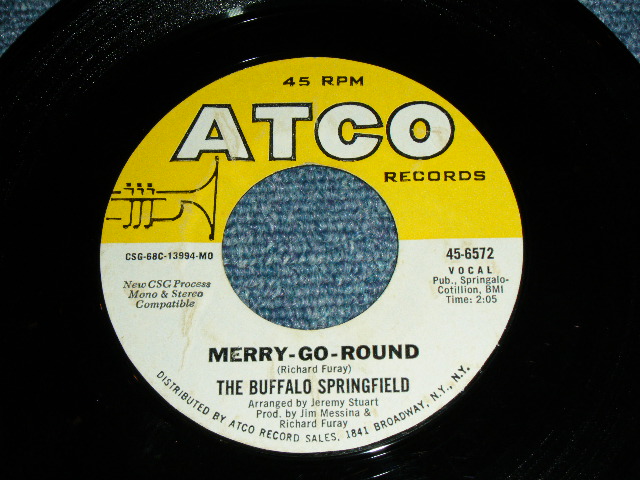 45 RPM
ATCO
RECORDS
CSG-68C-13994-MO
New CSG Process
Mono & Stereo
Compatible
45-6572
VOCAL
Pub., Springalo-
Cotillion, BMI
Time: 2:05
MERRY-GO-ROUND
(Richard Furay)
THE BUFFALO SPRINGFIELD
Arranged by Jeremy Stuart
Prod. by Jim Messina &
Richard Furay
DISTRIBUTED BY ATCO RECORD SALES, 1841 BROADWAY, N.Y., N.Y.